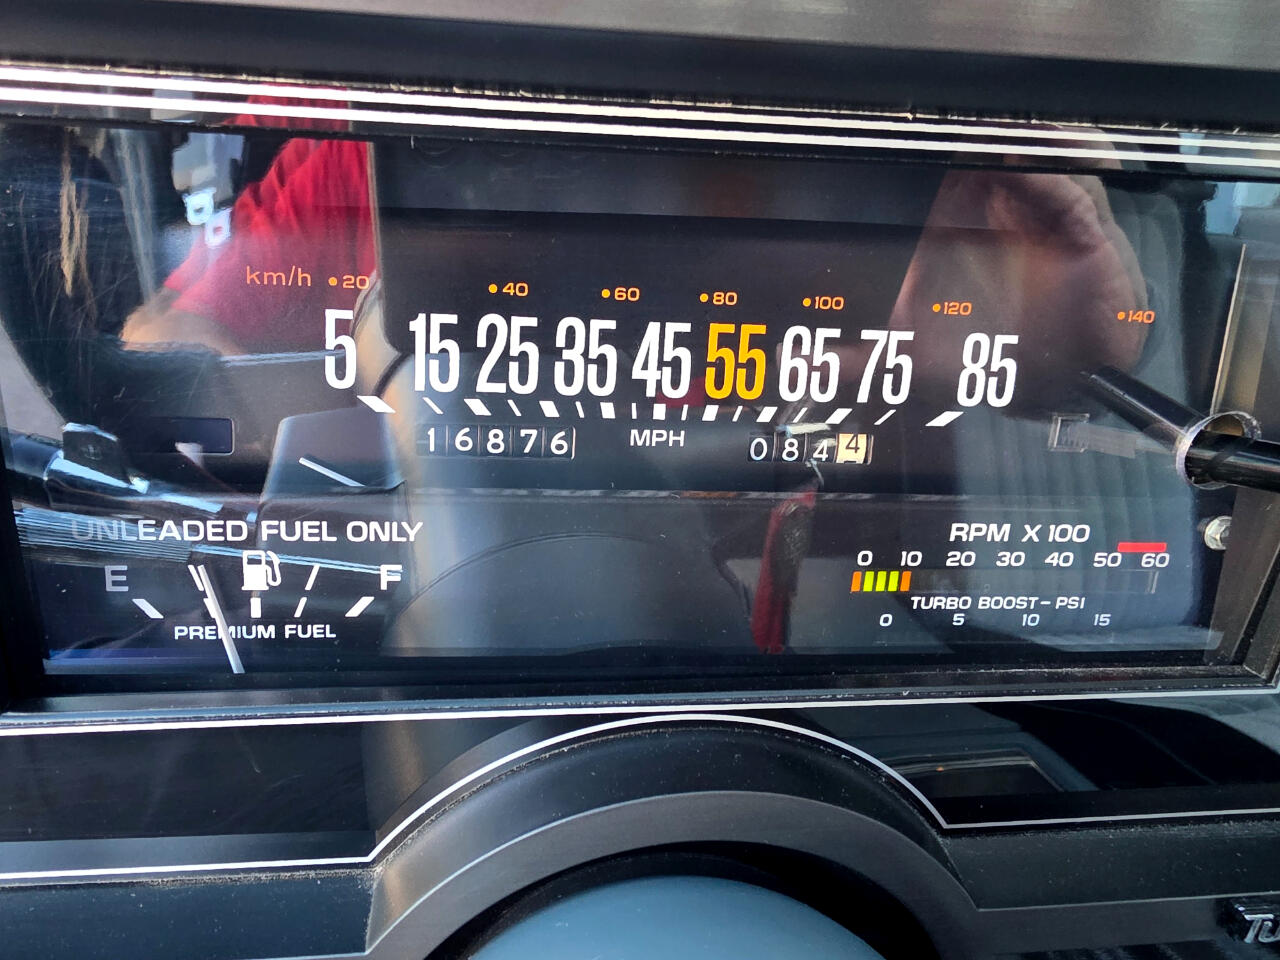 km/h 20 40 60 80 100 120 140
5 15 25 35 45 55 65 75 85
16876 MPH 0844
UNLEADED FUEL ONLY
E F
PREMIUM FUEL
RPM X 100
0 10 20 30 40 50 60
TURBO BOOST-PSI
0 5 10 15